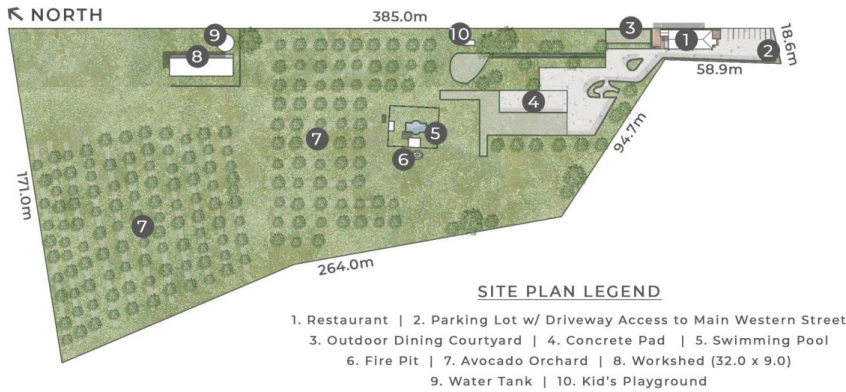 NORTH
385.0m
18.6m
9
10
3
1
2
8
58.9m
4
5
7
94.7m
6
171.0m
7
264.0m
SITE PLAN LEGEND
1. Restaurant | 2. Parking Lot w/ Driveway Access to Main Western Street
3. Outdoor Dining Courtyard | 4. Concrete Pad | 5. Swimming Pool
6. Fire Pit | 7. Avocado Orchard | 8. Workshed (32.0 x 9.0)
9. Water Tank | 10. Kid's Playground